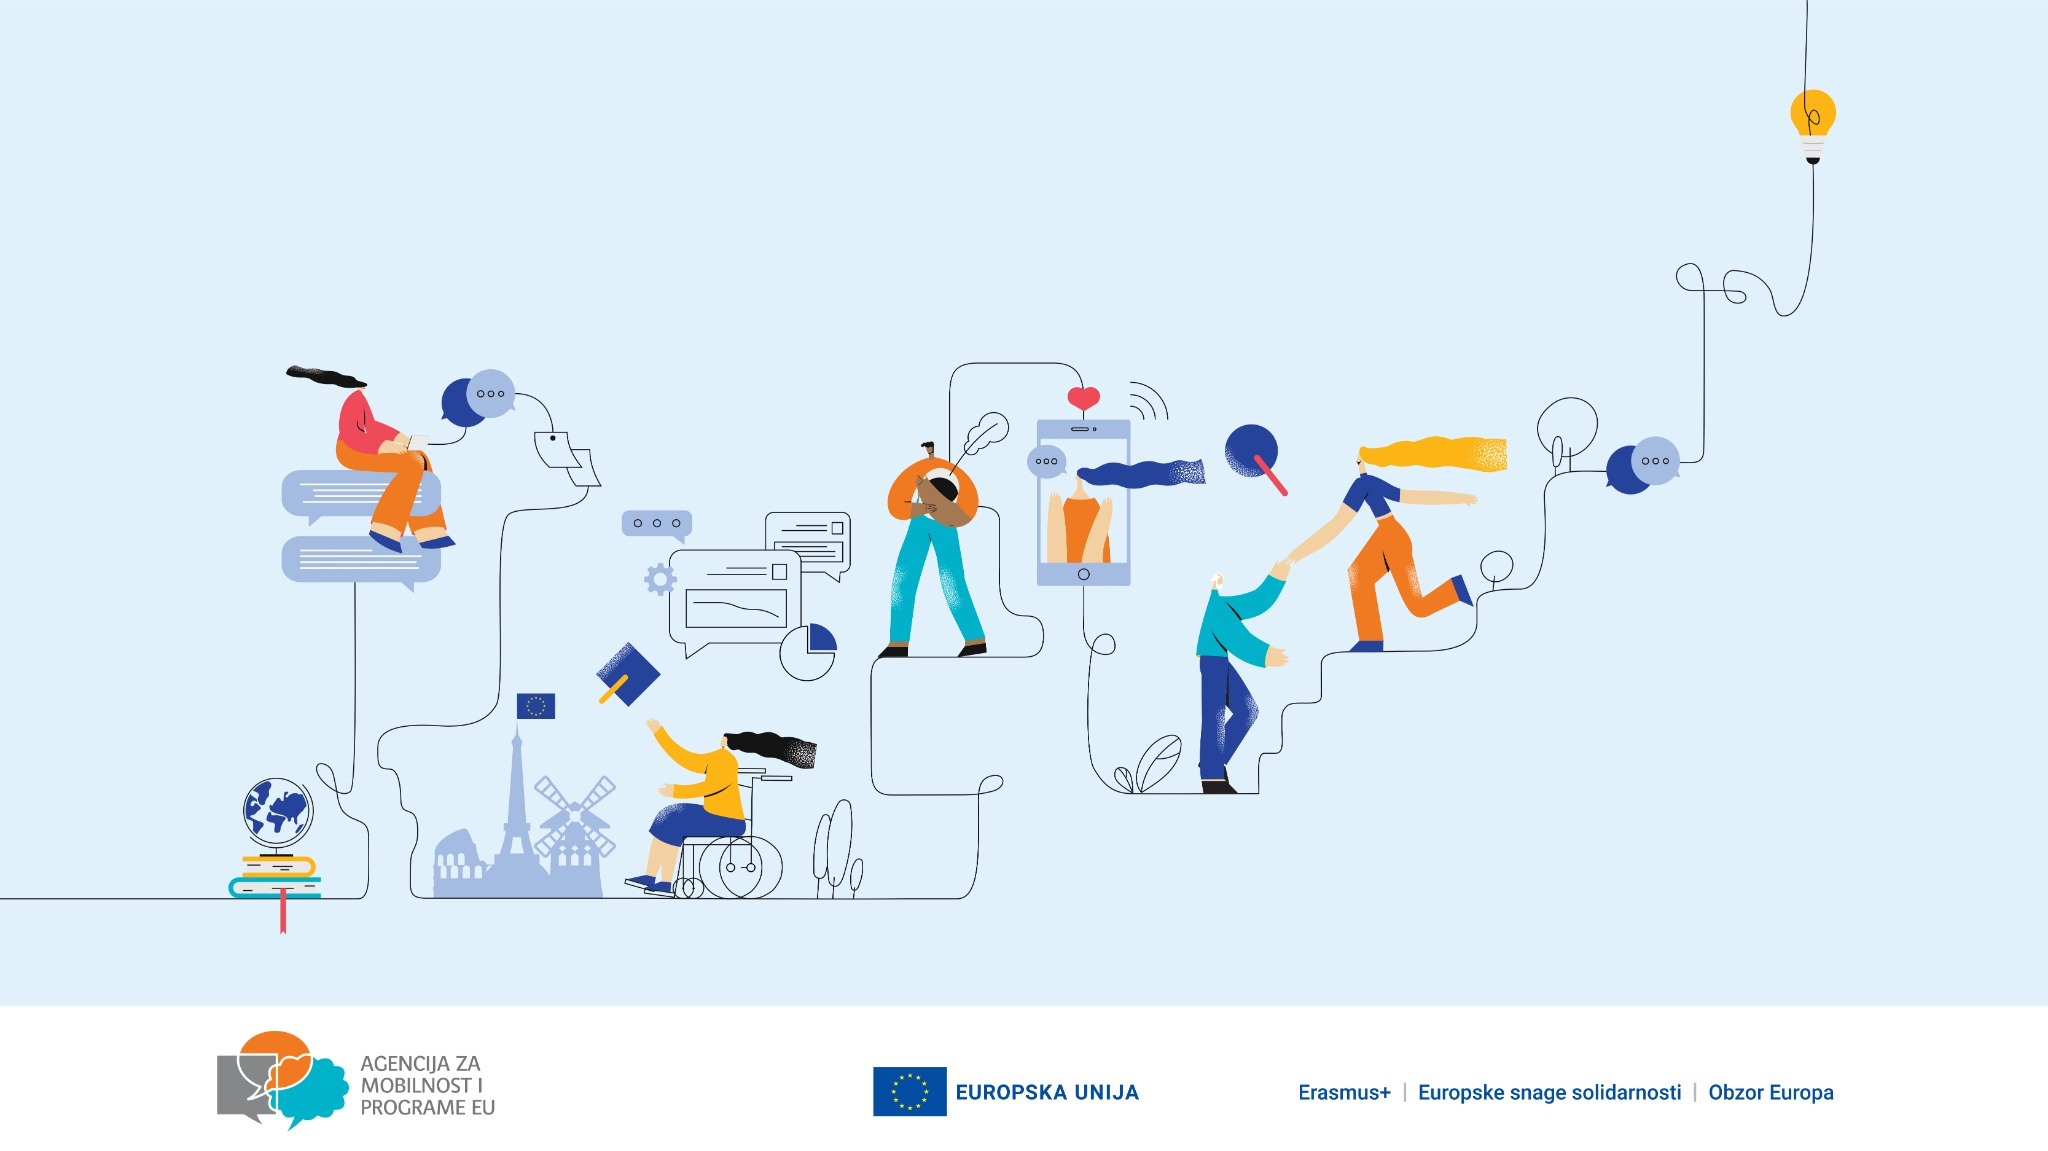 AGENCIJA ZA
MOBILNOST I
PROGRAME EU
EUROPSKA UNIJA
Erasmus+ | Europske snage solidarnosti | Obzor Europa